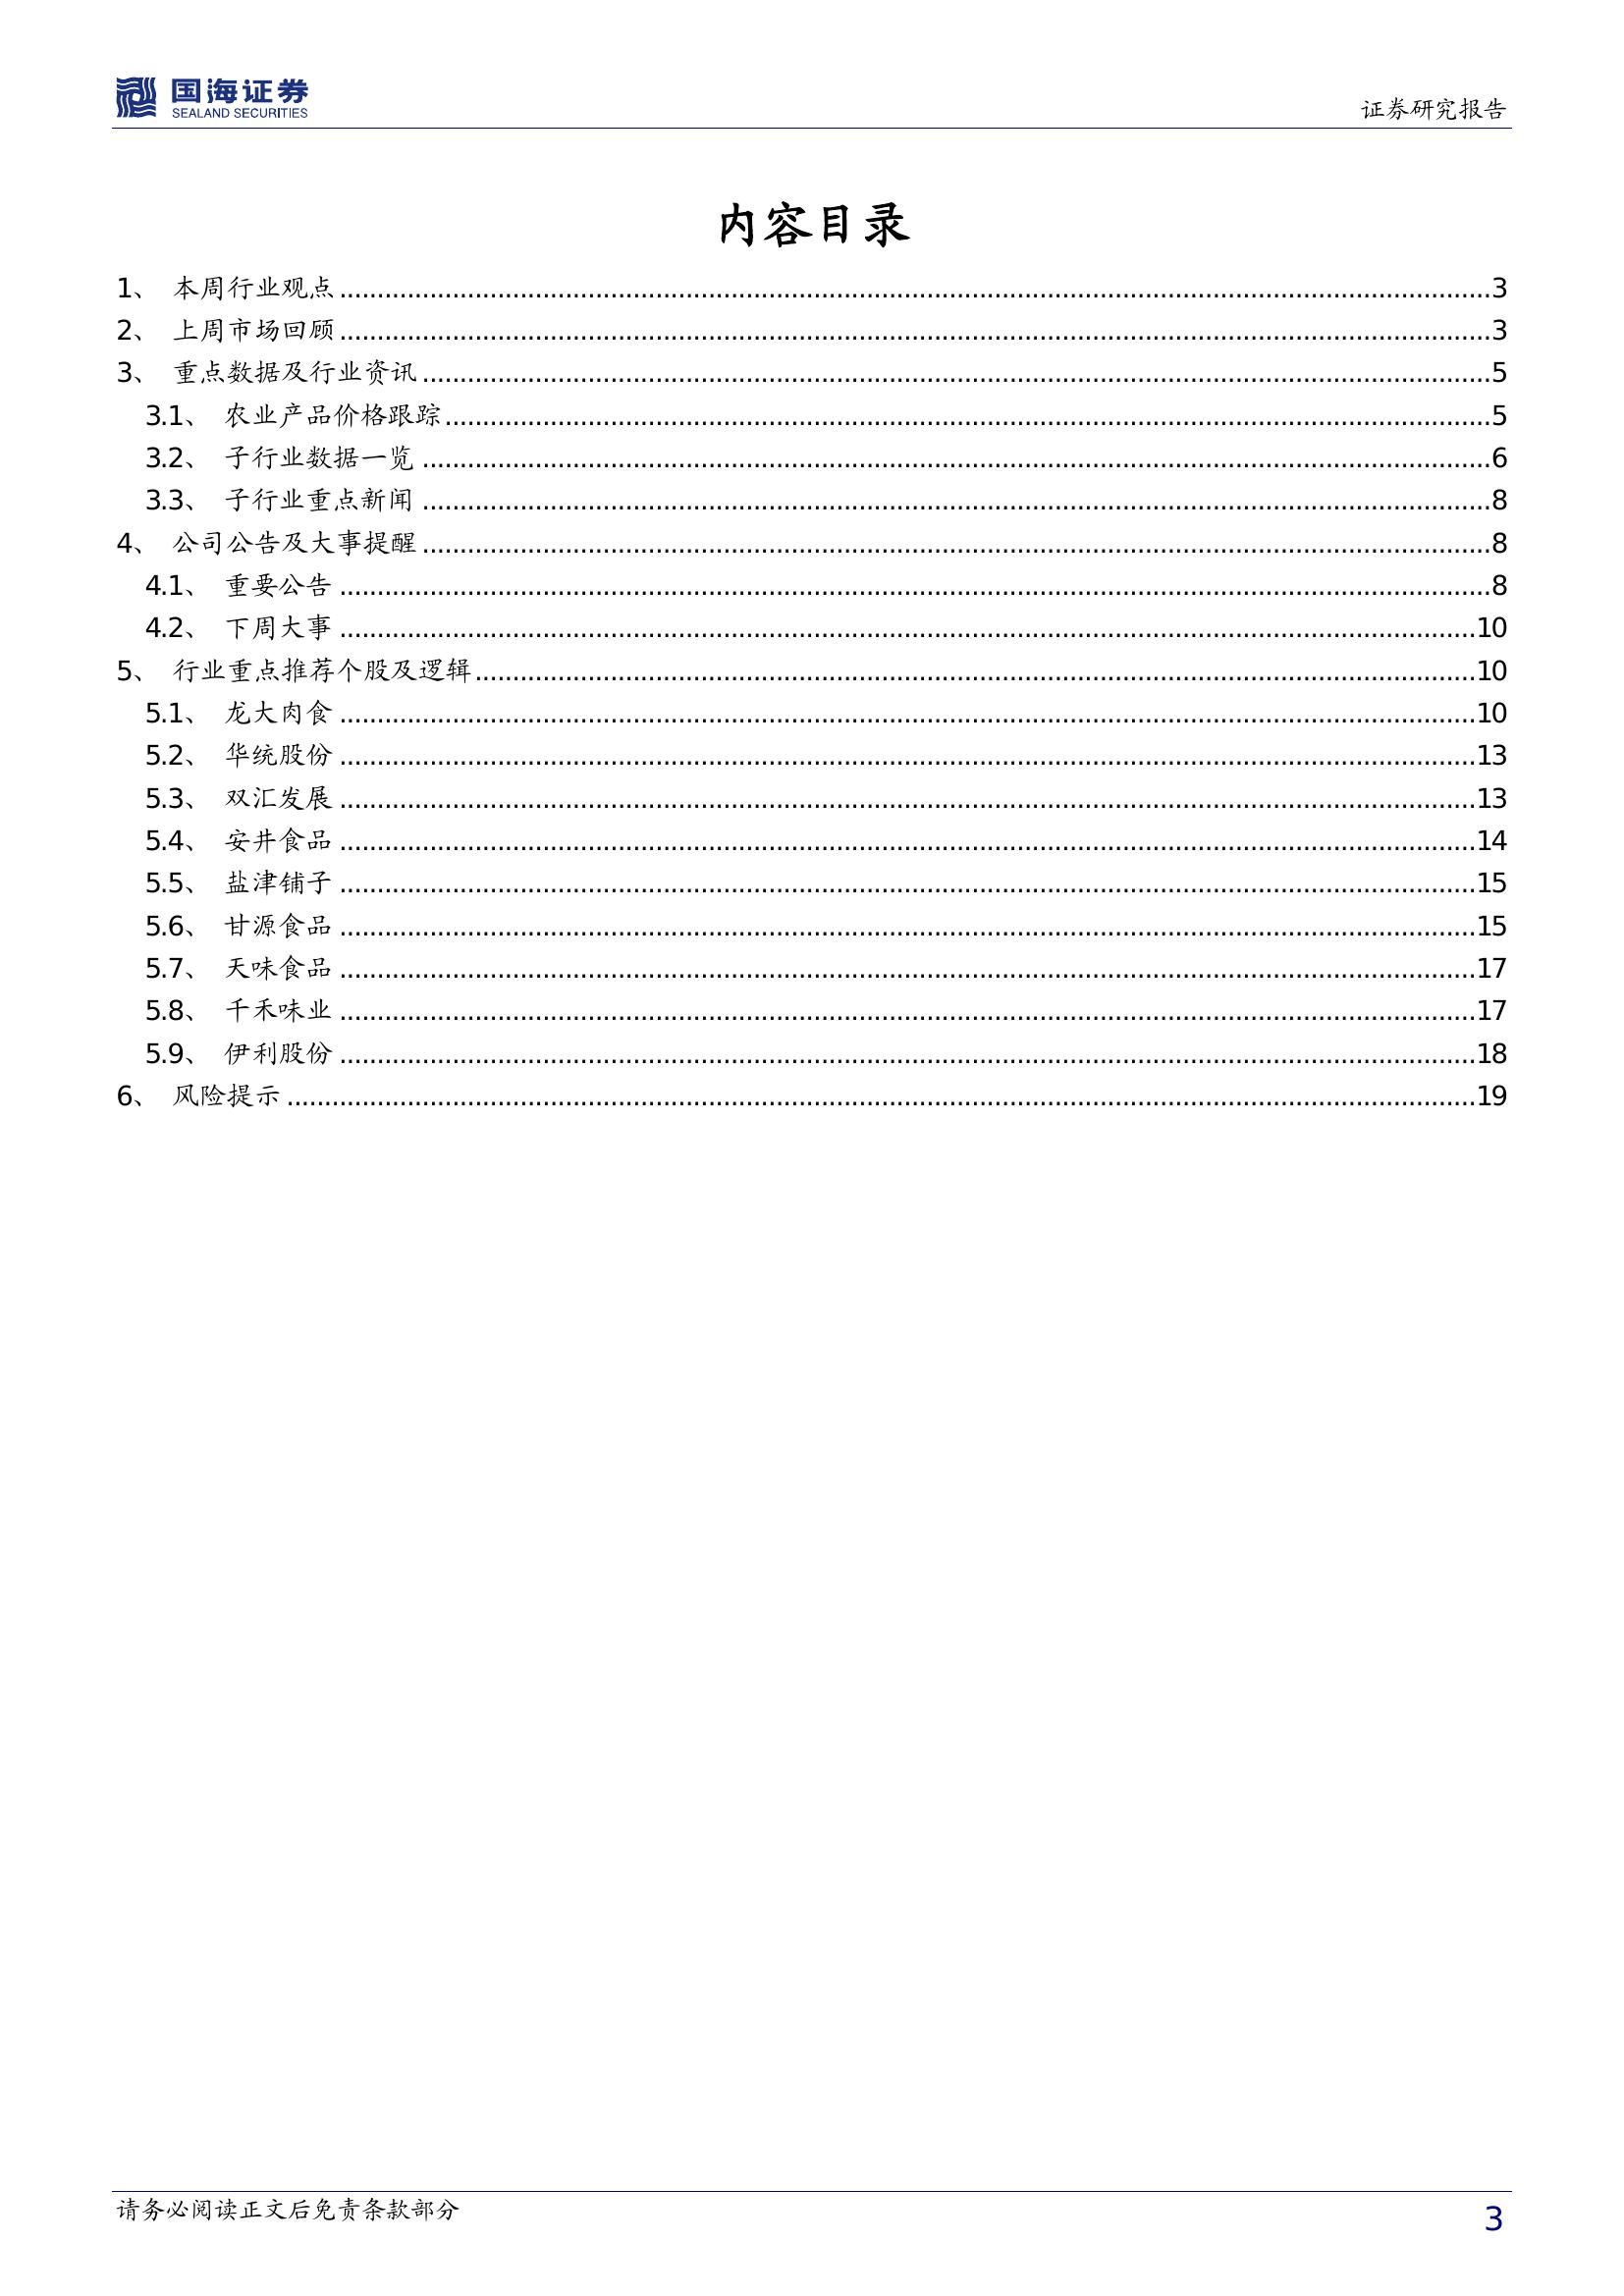 国海证券
SEALAND SECURITIES
证券研究报告
内容目录
1、 本周行业观点........................................................................................................................3
2、 上周市场回顾........................................................................................................................3
3、 重点数据及行业资讯............................................................................................................5
3.1、 农业产品价格跟踪............................................................................................................5
3.2、 子行业数据一览............................................................................................................6
3.3、 子行业重点新闻............................................................................................................8
4、 公司公告及大事提醒............................................................................................................8
4.1、 重要公告........................................................................................................................8
4.2、 下周大事........................................................................................................................10
5、 行业重点推荐个股及逻辑....................................................................................................10
5.1、 龙大肉食........................................................................................................................10
5.2、 华统股份........................................................................................................................13
5.3、 双汇发展........................................................................................................................13
5.4、 安井食品........................................................................................................................14
5.5、 盐津铺子........................................................................................................................15
5.6、 甘源食品........................................................................................................................15
5.7、 天味食品........................................................................................................................17
5.8、 千禾味业........................................................................................................................17
5.9、 伊利股份........................................................................................................................18
6、 风险提示............................................................................................................................19
请务必阅读正文后免责条款部分
3